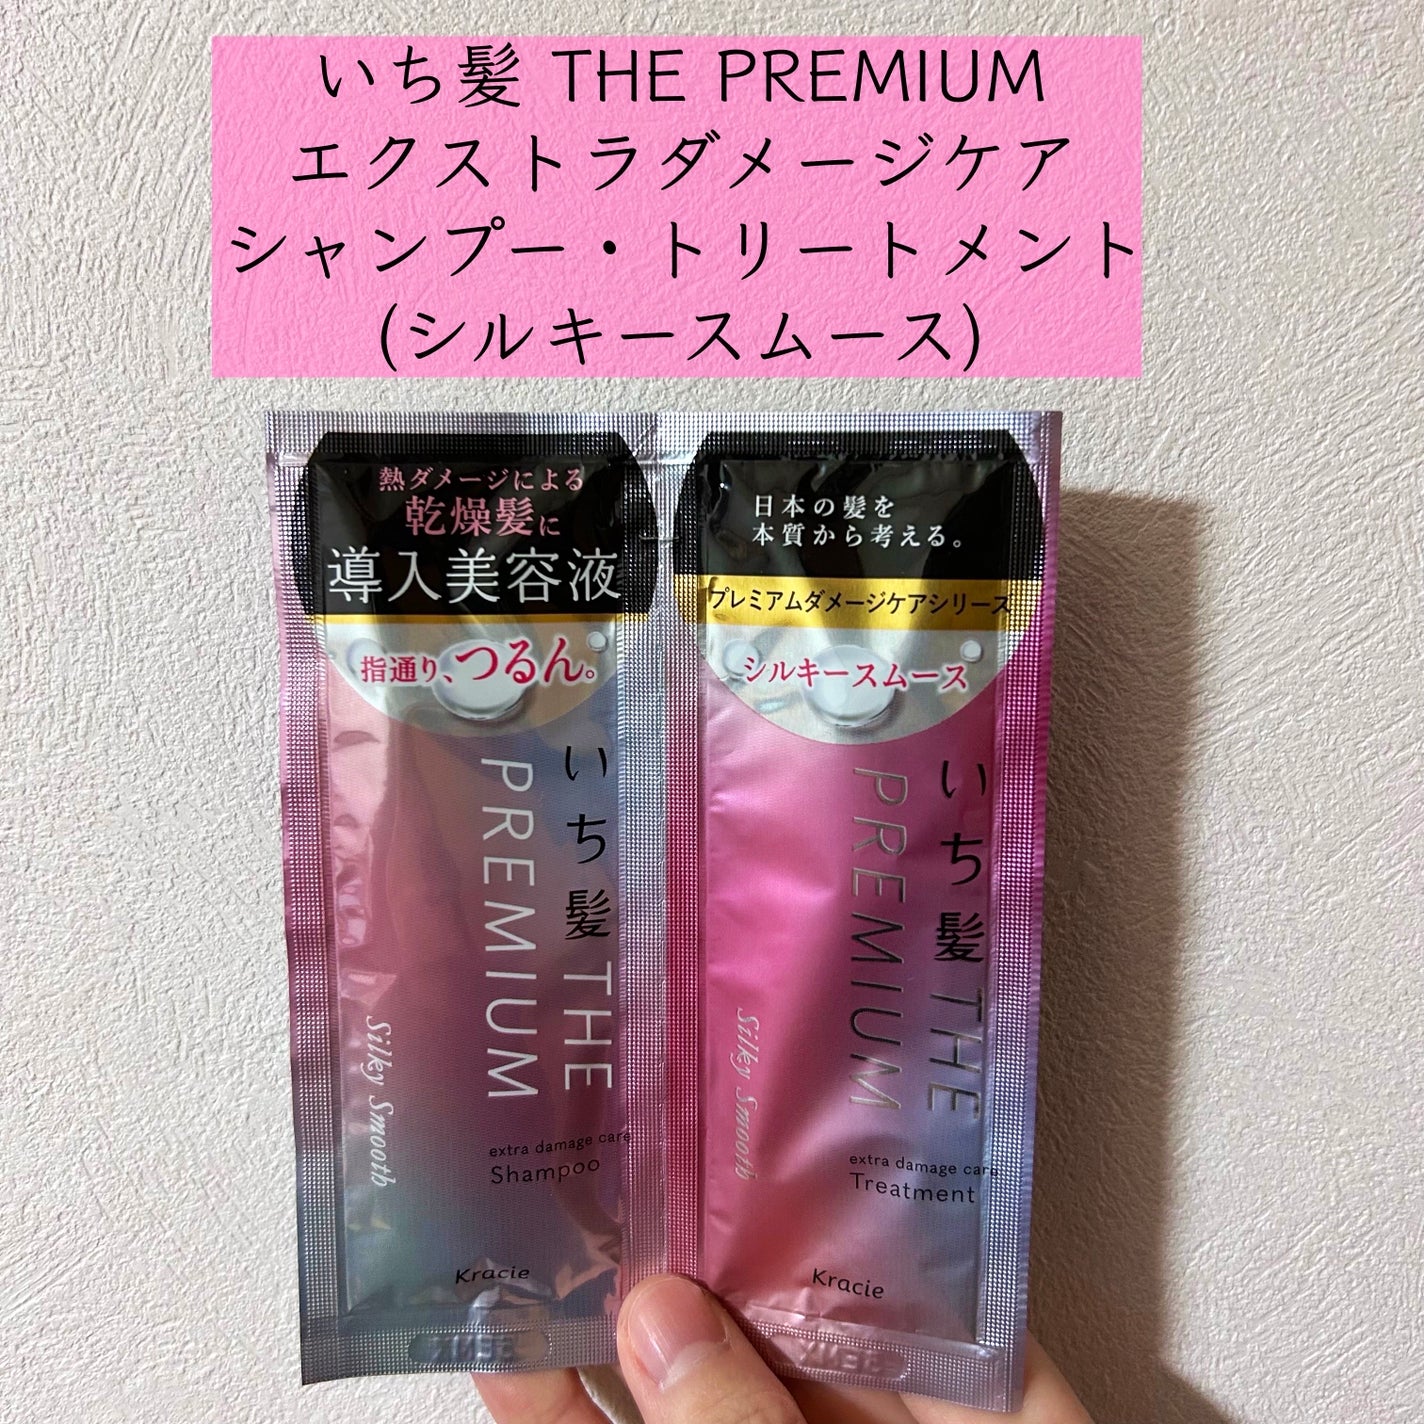 いち髪 THE PREMIUM
エクストラダメージケア
シャンプー・トリートメント
(シルキースムース)
熱ダメージによる
乾燥髪に
導入美容液
指通り、つるん。
いち髪 THE
PREMIUM
Silky Smooth
extra damage care
Shampoo
Kracie
日本の髪を
本質から考える。
プレミアムダメージケアシリーズ
シルキースムース
いち髪 THE
PREMIUM
Silky Smooth
extra damage care
Treatment
Kracie